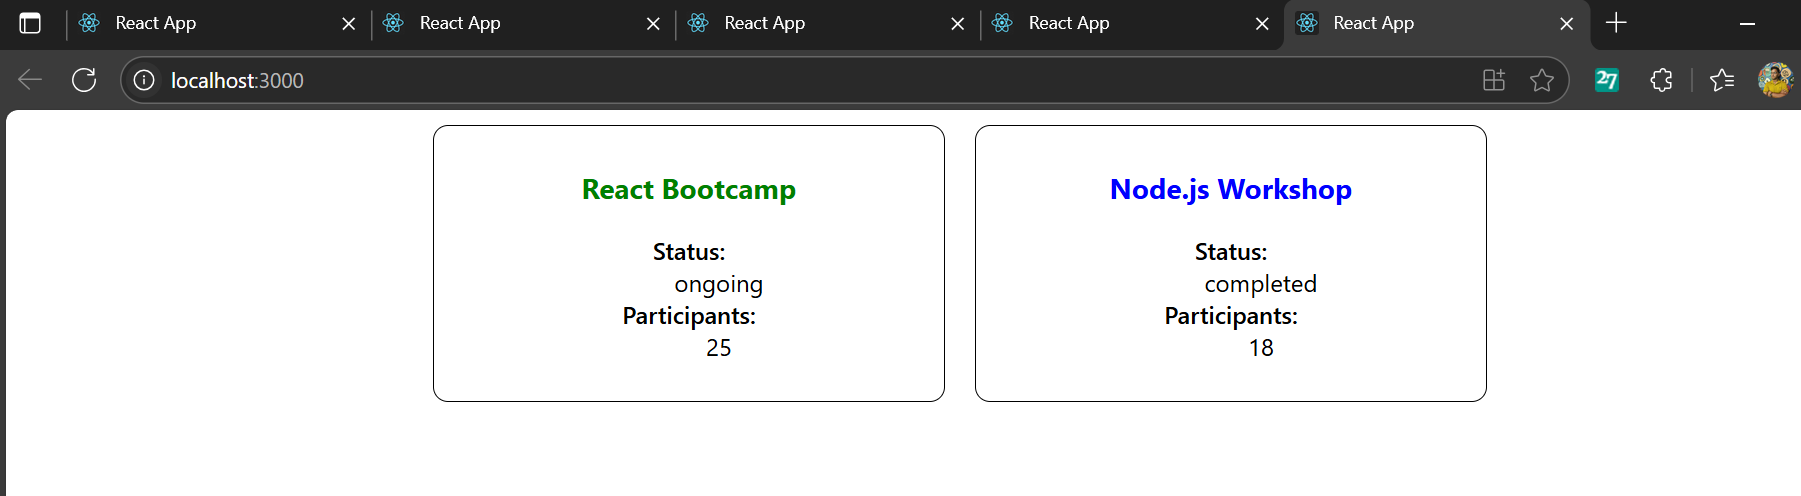 React App React App React App React App React App
localhost:3000
27
React Bootcamp
Status:
ongoing
Participants:
25
Node.js Workshop
Status:
completed
Participants:
18